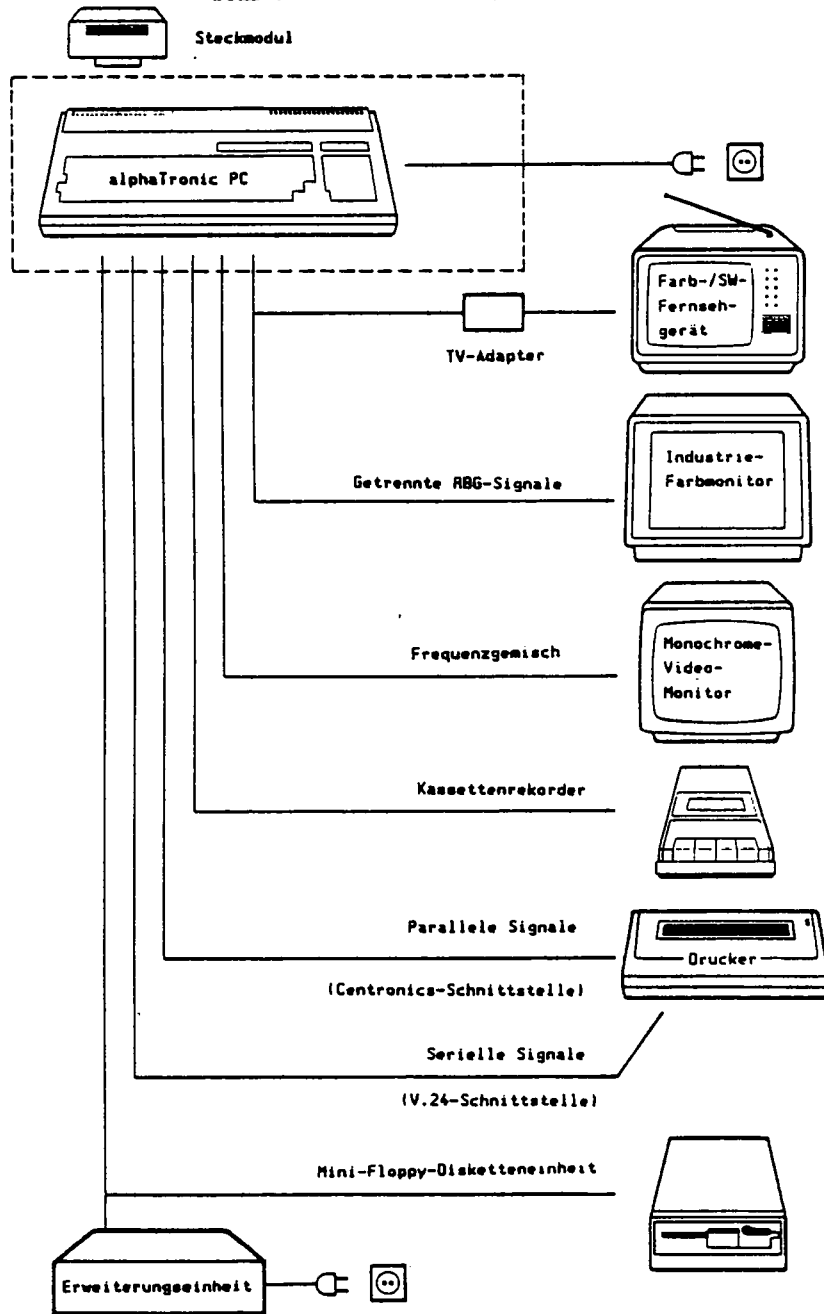 Steckmodul
alphaTronic PC
Farb-/SW-
Fernseh-
gerät
TV-Adapter
Industrie-
Farbmonitor
Getrennte RBG-Signale
Monochrome-
Video-
Monitor
Frequenzgemisch
Kassettenrekorder
Parallele Signale
Drucker
(Centronics-Schnittstelle)
Serielle Signale
(V.24-Schnittstelle)
Mini-Floppy-Disketteneinheit
Erweiterungseinheit